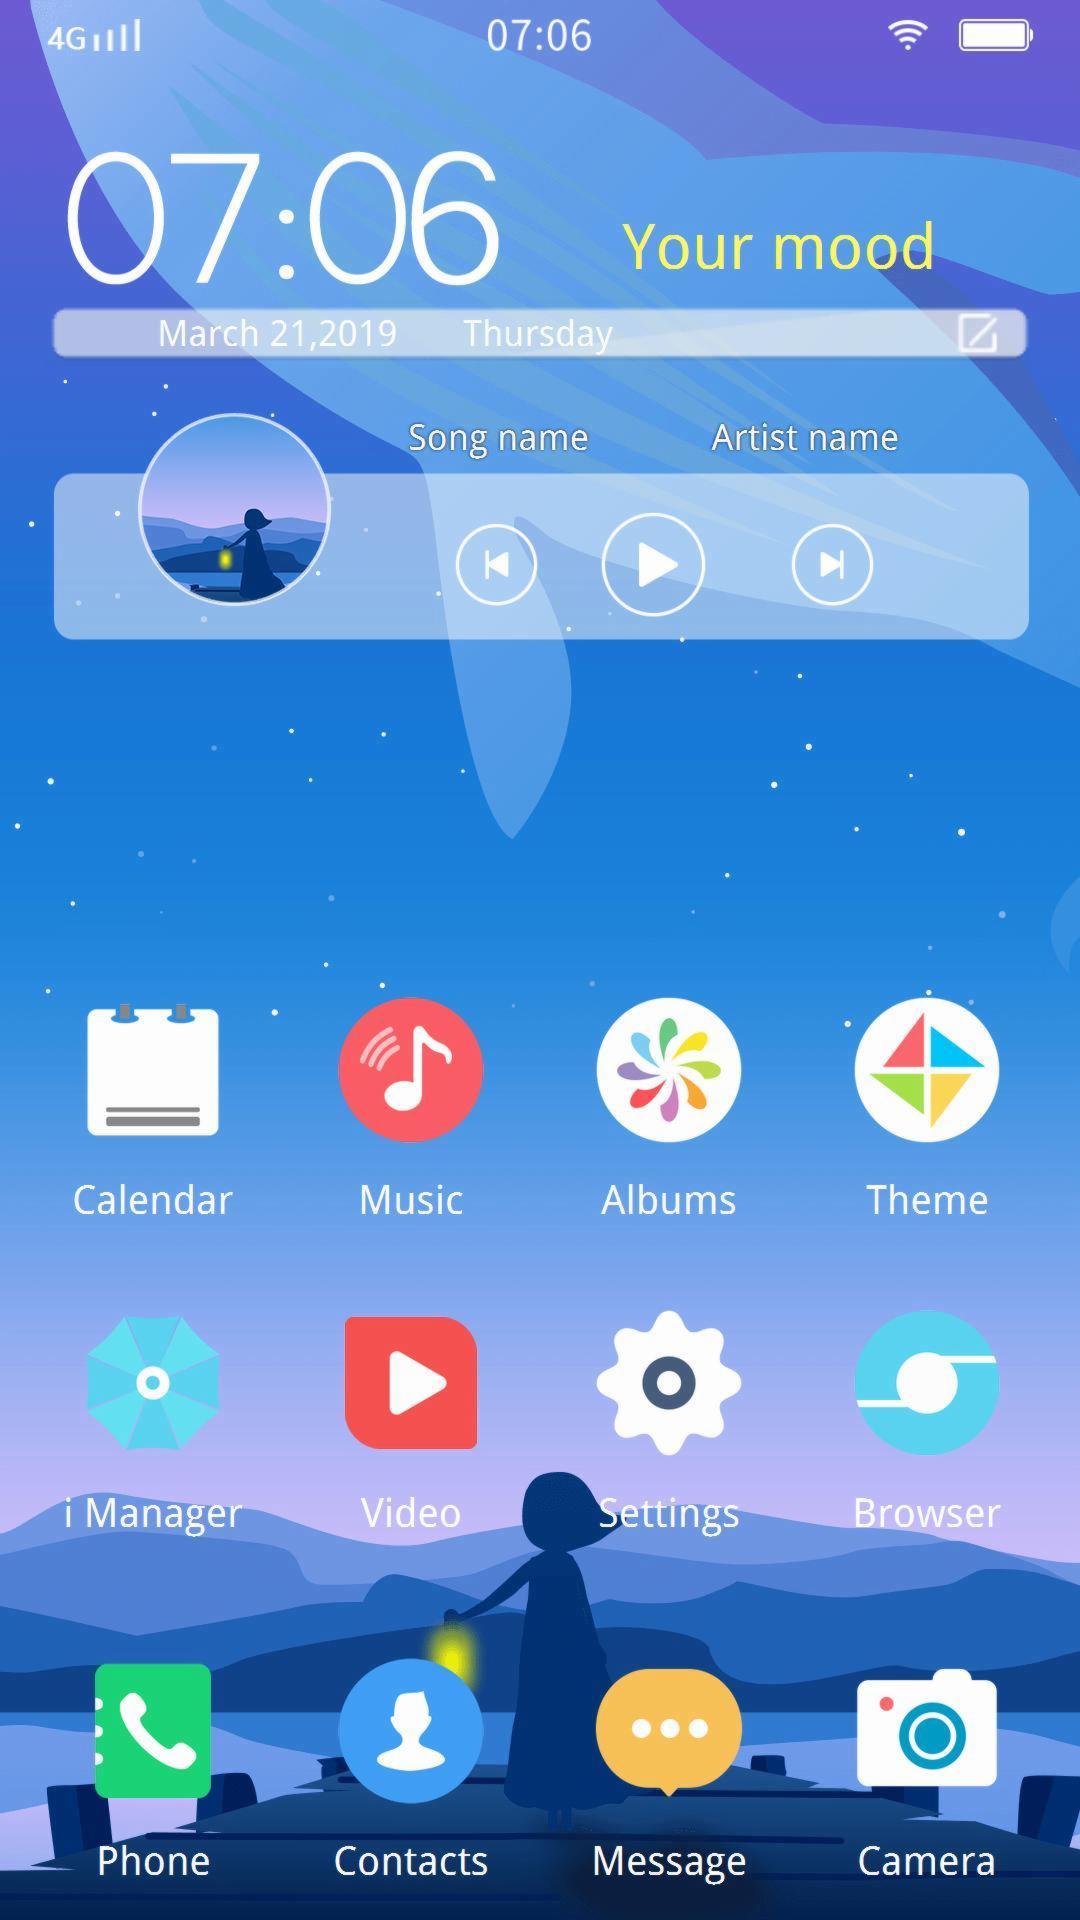 4G 07:06
07:06 Your mood
March 21,2019 Thursday
Song name Artist name
Calendar Music Albums Theme
i Manager Video Settings Browser
Phone Contacts Message Camera